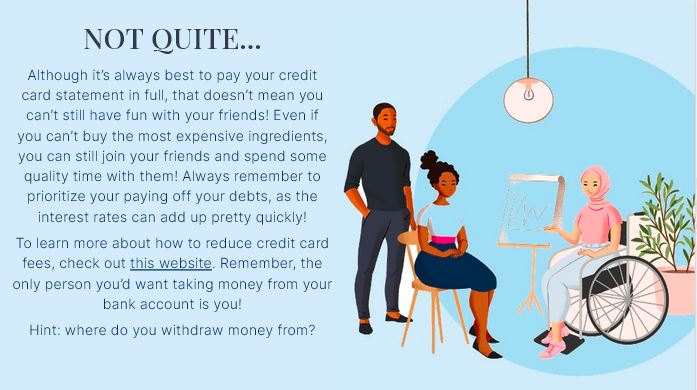 NOT QUITE...
Although it's always best to pay your credit
card statement in full, that doesn't mean you
can't still have fun with your friends! Even if
you can't buy the most expensive ingredients,
you can still join your friends and spend some
quality time with them! Always remember to
prioritize your paying off your debts, as the
interest rates can add up pretty quickly!
To learn more about how to reduce credit card
fees, check out this website. Remember, the
only person you'd want taking money from your
bank account is you!
Hint: where do you withdraw money from?